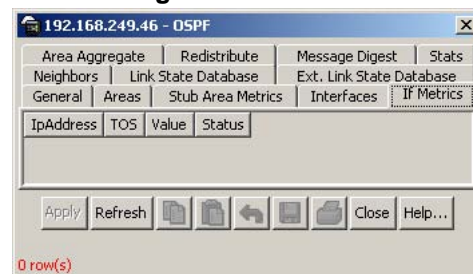 192.168.249.46 - OSPF
Area Aggregate Redistribute Message Digest Stats
Neighbors Link State Database Ext. Link State Database
General Areas Stub Area Metrics Interfaces If Metrics
IpAddress TOS Value Status
Apply Refresh Close Help...
0 row(s)